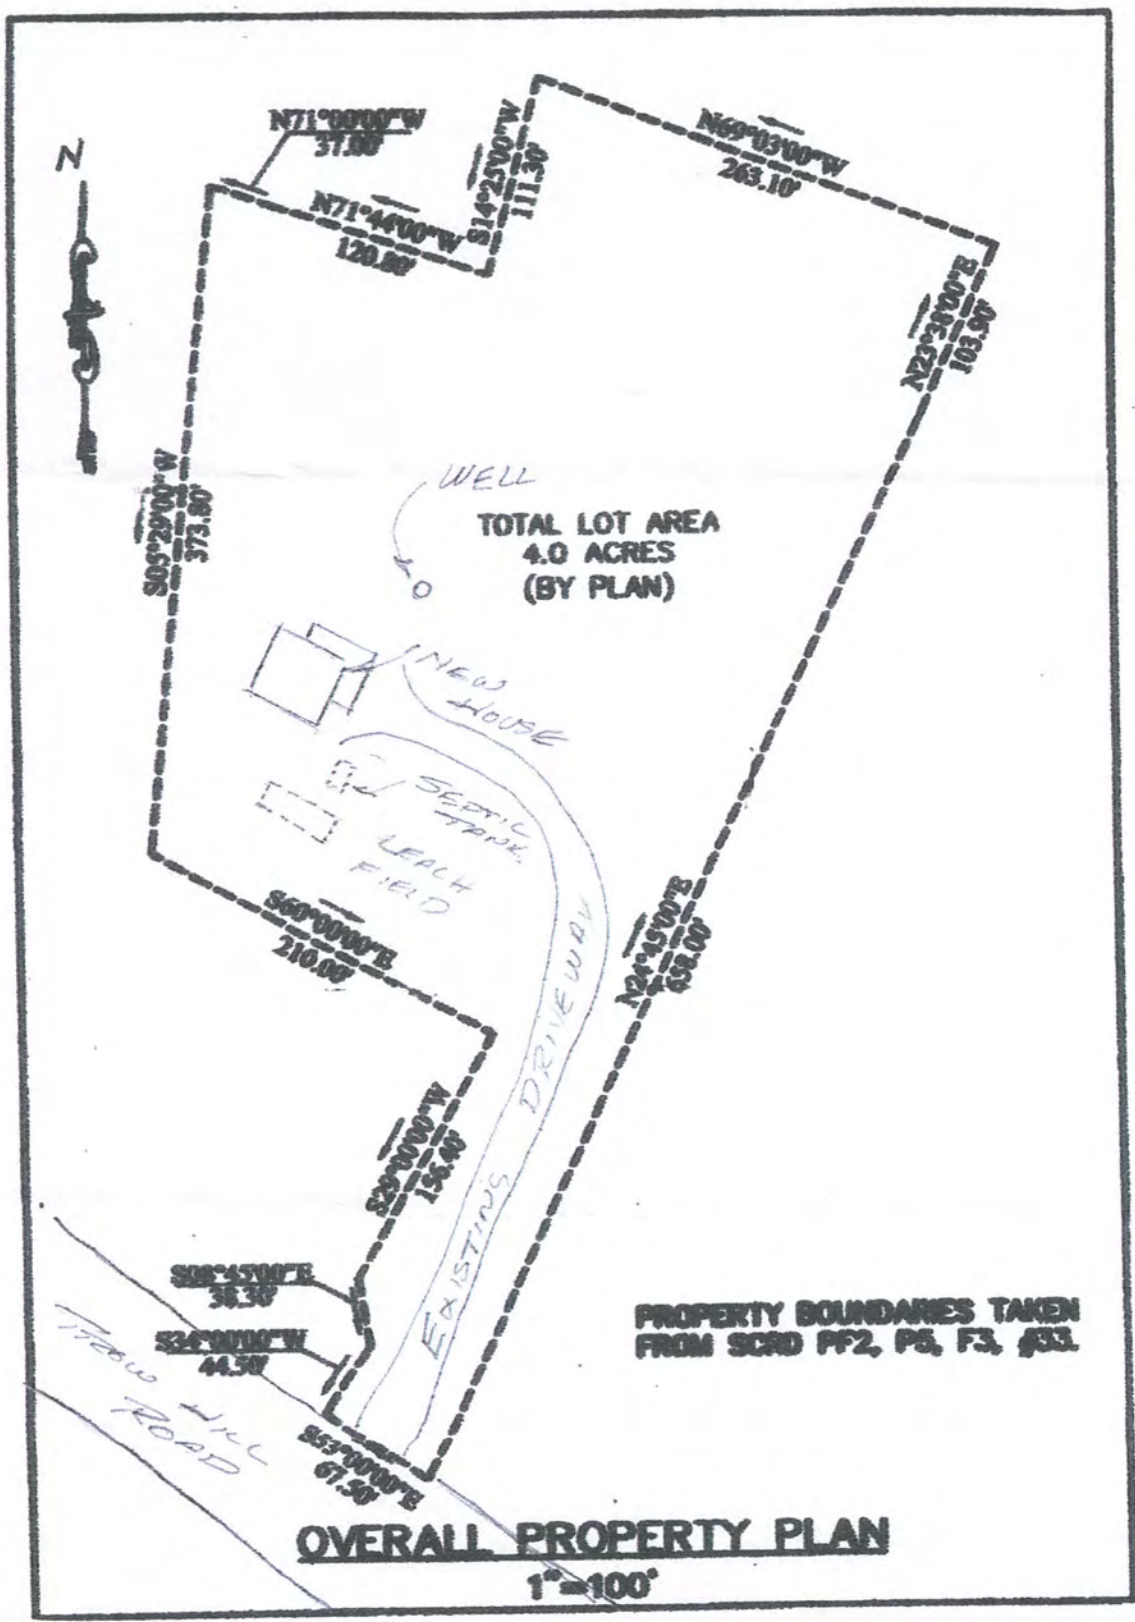 N71°00'00"W
37.00'
N69°03'00"W
263.10'
S14°25'00"W
111.30'
N
N71°44'00"W
120.80'
N23°38'00"E
103.90'
WELL
TOTAL LOT AREA
4.0 ACRES
(BY PLAN)
S05°29'00"W
373.80'
NEW
HOUSE
SEPTIC
TANK.
LEACH
FIELD
S60°00'00"E
210.00'
N24°45'00"E
658.00'
EXISTING DRIVEWAY
S29°00'00"W
156.40'
S08°45'00"E
38.30'
S34°00'00"W
44.50'
PROPERTY BOUNDARIES TAKEN
FROM SCRD PF2, P5, F3, #33.
HILL
ROAD
S53°00'00"E
67.50'
OVERALL PROPERTY PLAN
1"=100'